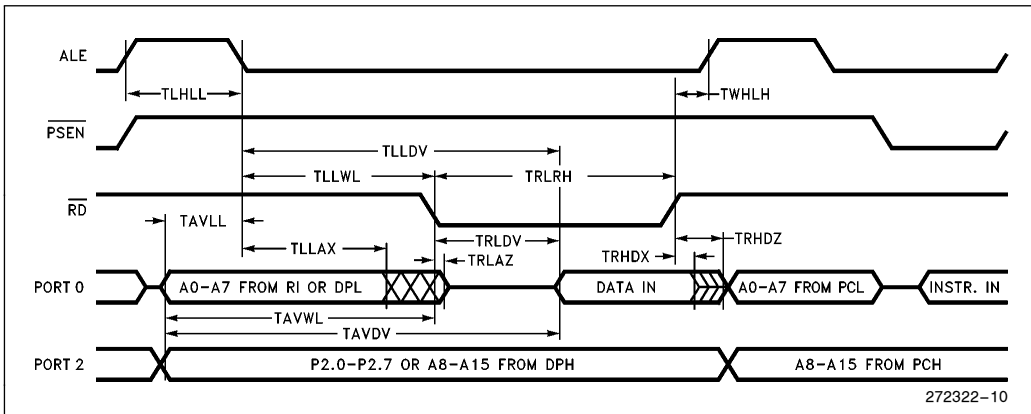 ALE
TLHLL
TWHLH
PSEN
TLLDV
TLLWL
TRLRH
RD
TAVLL
TRLDV
TRHDZ
TLLAX
TRLAZ
TRHDX
PORT 0
A0-A7 FROM RI OR DPL
DATA IN
A0-A7 FROM PCL
INSTR. IN
TAVWL
TAVDV
PORT 2
P2.0-P2.7 OR A8-A15 FROM DPH
A8-A15 FROM PCH
272322-10